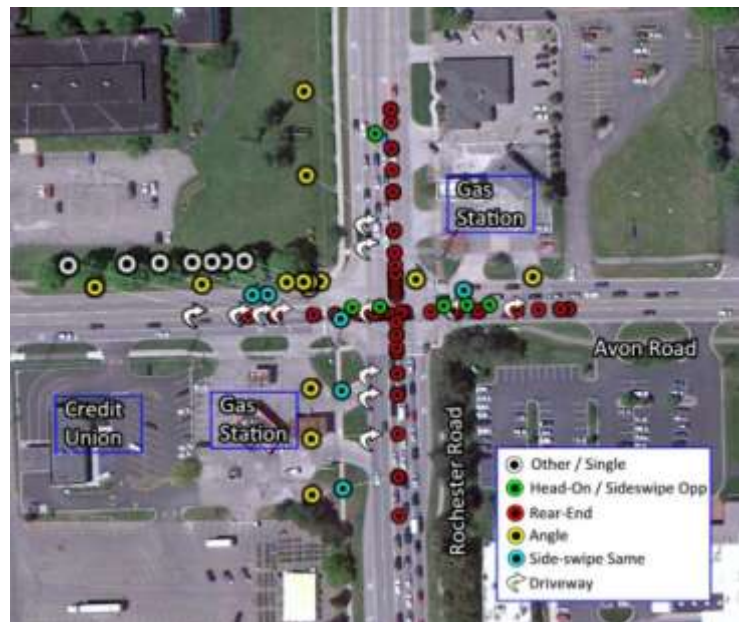 Gas
Station
Avon Road
Credit
Union
Gas
Station
Rochester Road
Other / Single
Head-On / Sideswipe Opp
Rear-End
Angle
Side-swipe Same
Driveway